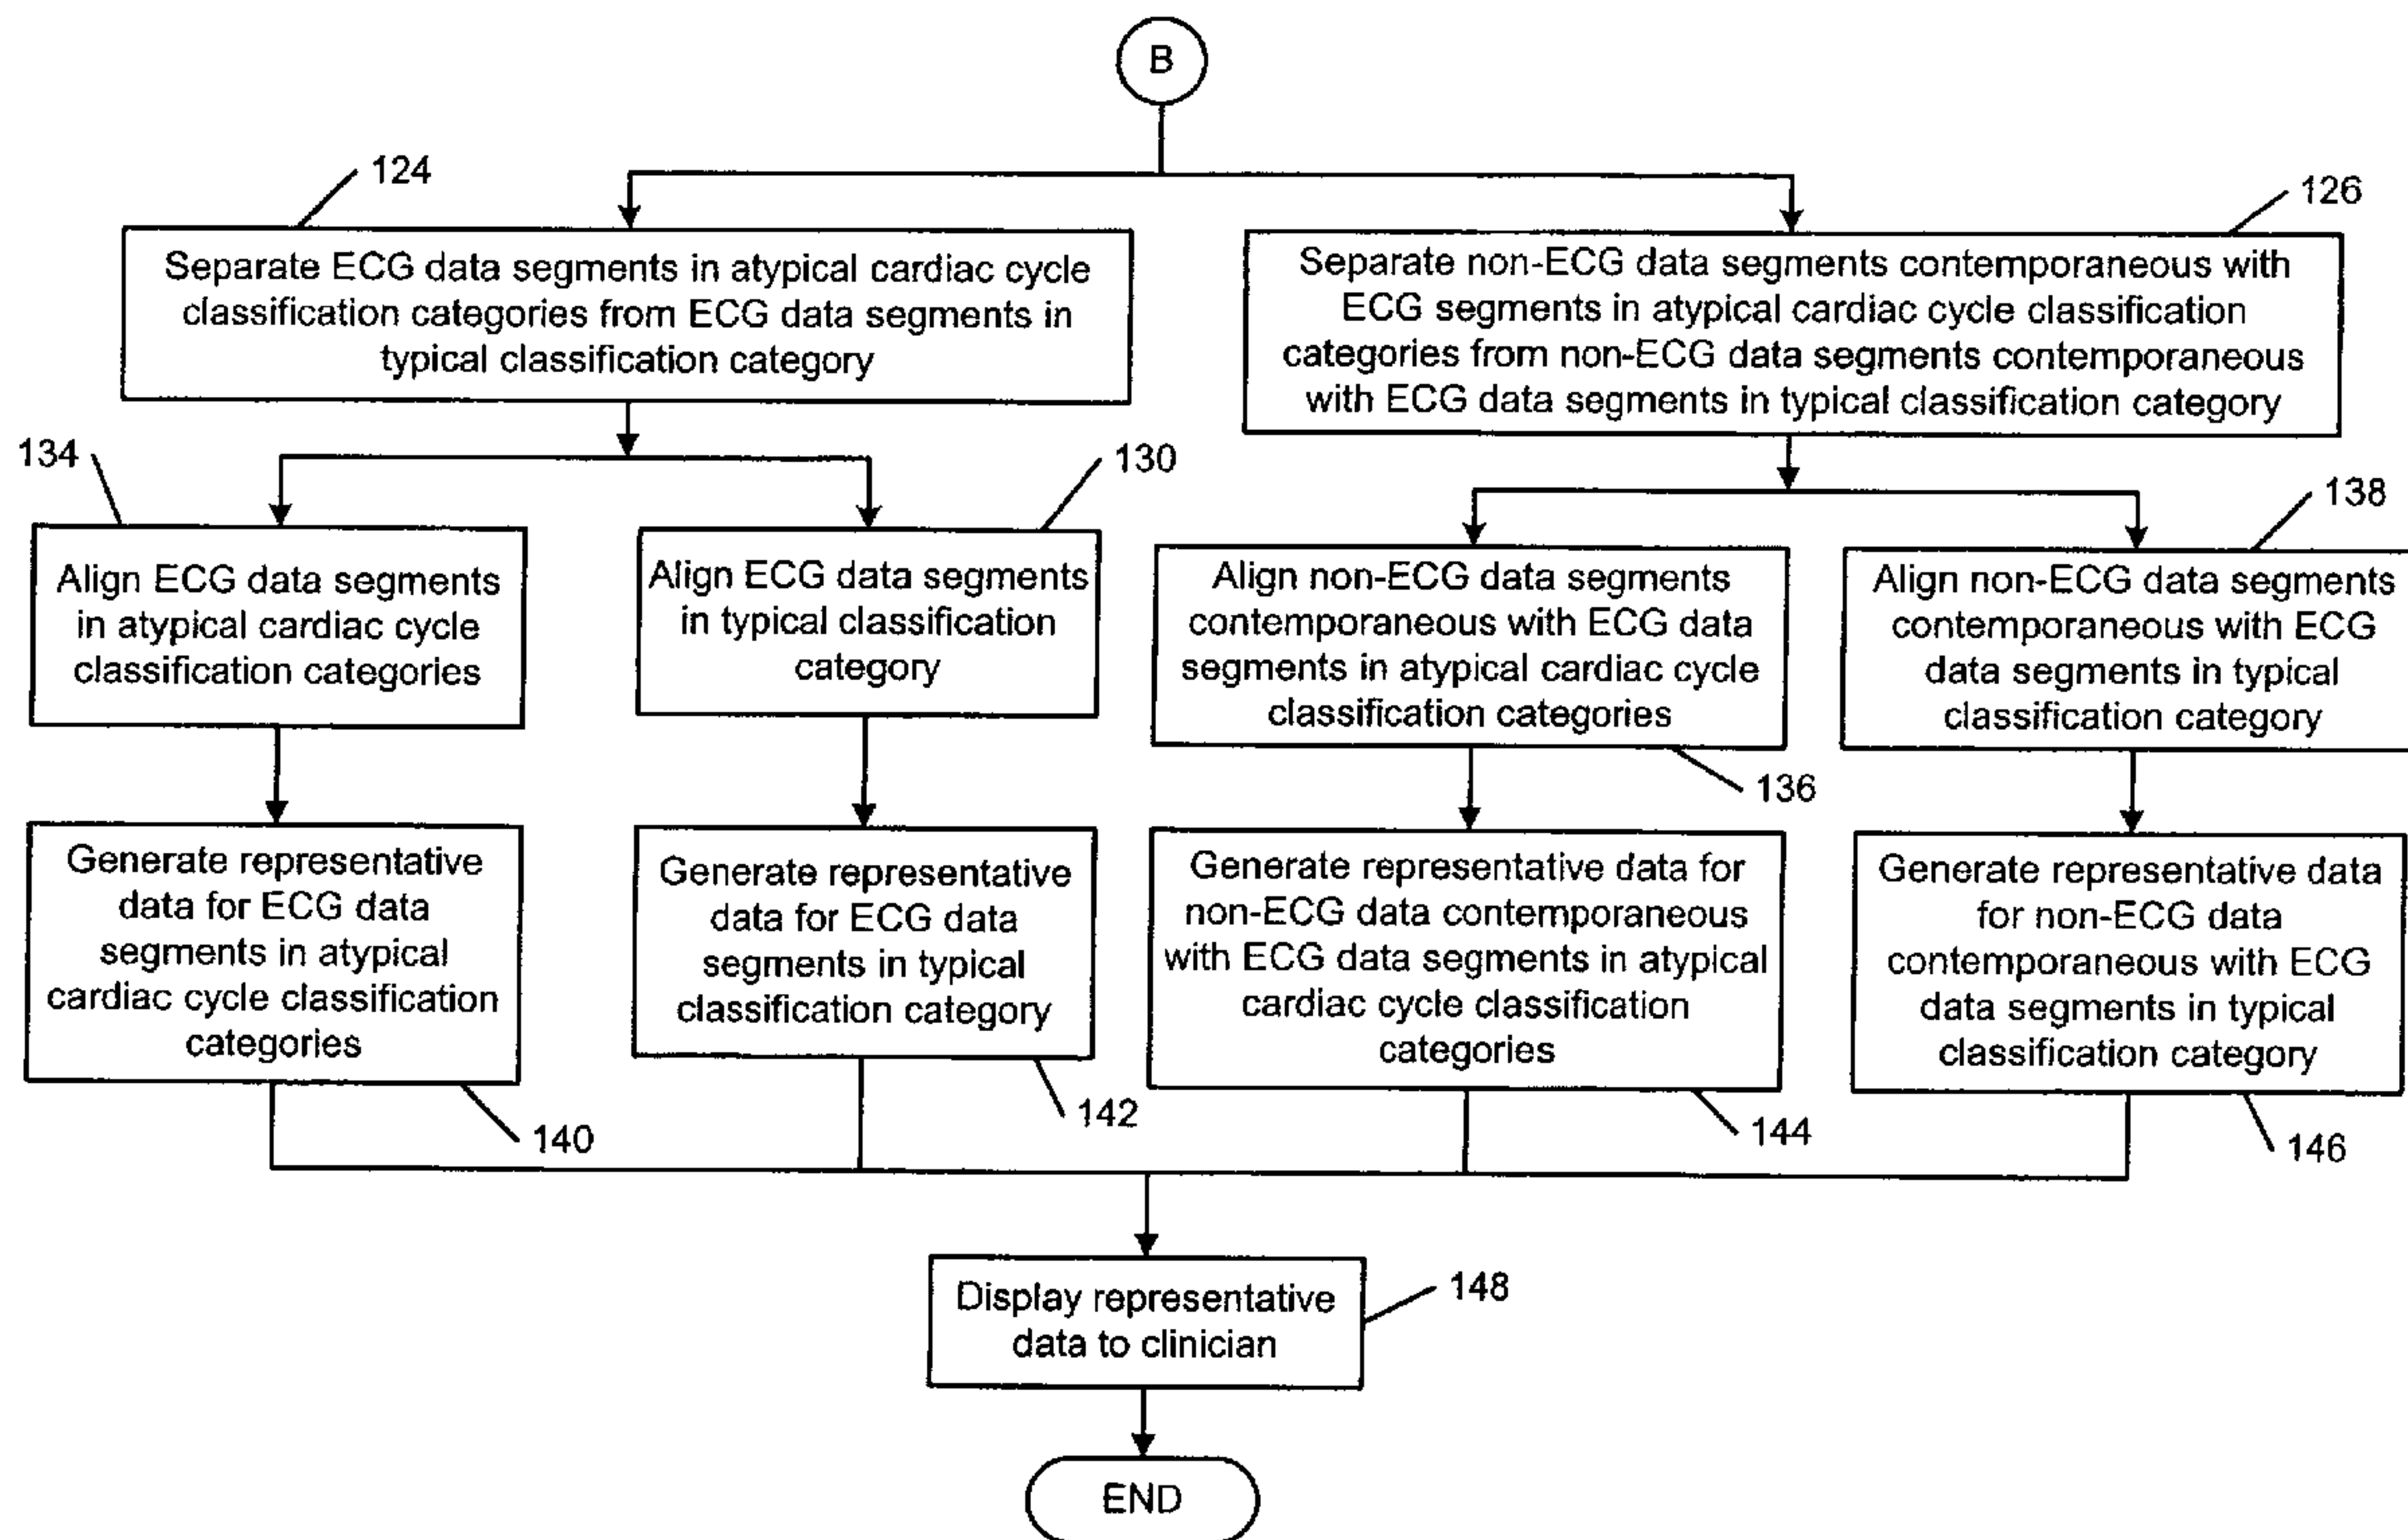 B
124
126
Separate ECG data segments in atypical cardiac cycle
classification categories from ECG data segments in
typical classification category
Separate non-ECG data segments contemporaneous with
ECG segments in atypical cardiac cycle classification
categories from non-ECG data segments contemporaneous
with ECG data segments in typical classification category
134
130
138
Align ECG data segments
in atypical cardiac cycle
classification categories
Align ECG data segments
in typical classification
category
Align non-ECG data segments
contemporaneous with ECG data
segments in atypical cardiac cycle
classification categories
136
Align non-ECG data segments
contemporaneous with ECG
data segments in typical
classification category
Generate representative
data for ECG data
segments in atypical
cardiac cycle classification
categories
140
Generate representative
data for ECG data
segments in typical
classification category
142
Generate representative data for
non-ECG data contemporaneous
with ECG data segments in atypical
cardiac cycle classification
categories
144
Generate representative data
for non-ECG data
contemporaneous with ECG
data segments in typical
classification category
146
Display representative
data to clinician
148
END